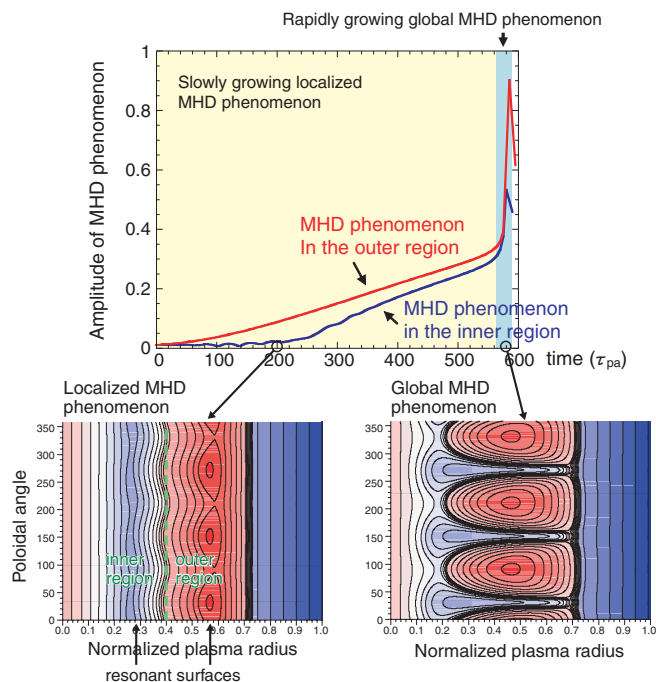 Rapidly growing global MHD phenomenon
1
Slowly growing localized
MHD phenomenon
0.8
0.6
0.4
0.2
0
Amplitude of MHD phenomenon
MHD phenomenon
In the outer region
MHD phenomenon
in the inner region
0 100 200 300 400 500 600 time (τpa)
Localized MHD
phenomenon
350
300
250
200
150
100
50
0
Poloidal angle
inner
region
outer
region
0.0 0.1 0.2 0.3 0.4 0.5 0.6 0.7 0.8 0.9 1.0
Normalized plasma radius
resonant surfaces
Global MHD
phenomenon
350
300
250
200
150
100
50
0
0.0 0.1 0.2 0.3 0.4 0.5 0.6 0.7 0.8 0.9 1.0
Normalized plasma radius